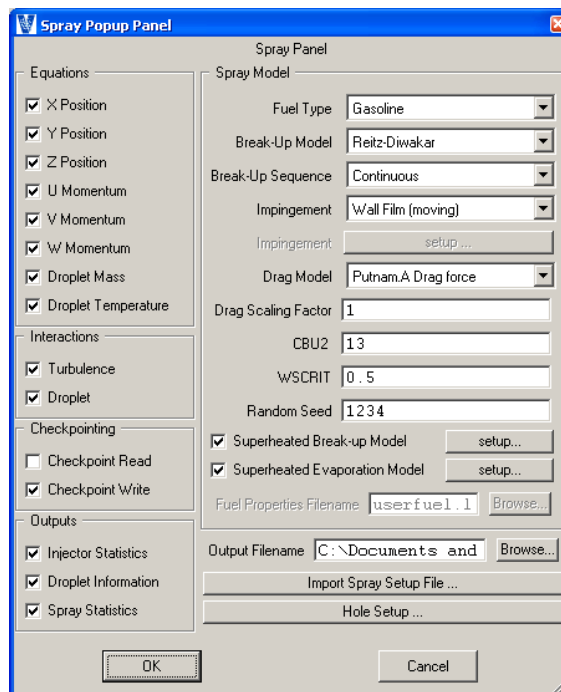 Spray Popup Panel
Spray Panel
Equations
X Position
Y Position
Z Position
U Momentum
V Momentum
W Momentum
Droplet Mass
Droplet Temperature
Interactions
Turbulence
Droplet
Checkpointing
Checkpoint Read
Checkpoint Write
Outputs
Injector Statistics
Droplet Information
Spray Statistics
Spray Model
Fuel Type Gasoline
Break-Up Model Reitz-Diwakar
Break-Up Sequence Continuous
Impingement Wall Film (moving)
Impingement setup ...
Drag Model Putnam.A Drag force
Drag Scaling Factor 1
CBU2 13
WSCRIT 0.5
Random Seed 1234
Superheated Break-up Model setup...
Superheated Evaporation Model setup...
Fuel Properties Filename userfuel.l Browse...
Output Filename C:\Documents and Browse...
Import Spray Setup File ...
Hole Setup ...
OK Cancel